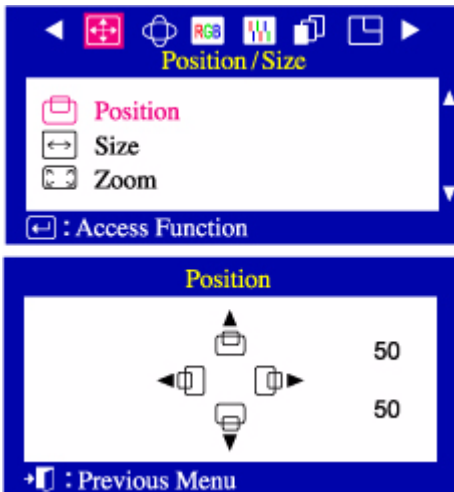 RGB
Position / Size
Position
Size
Zoom
: Access Function
Position
50
50
: Previous Menu